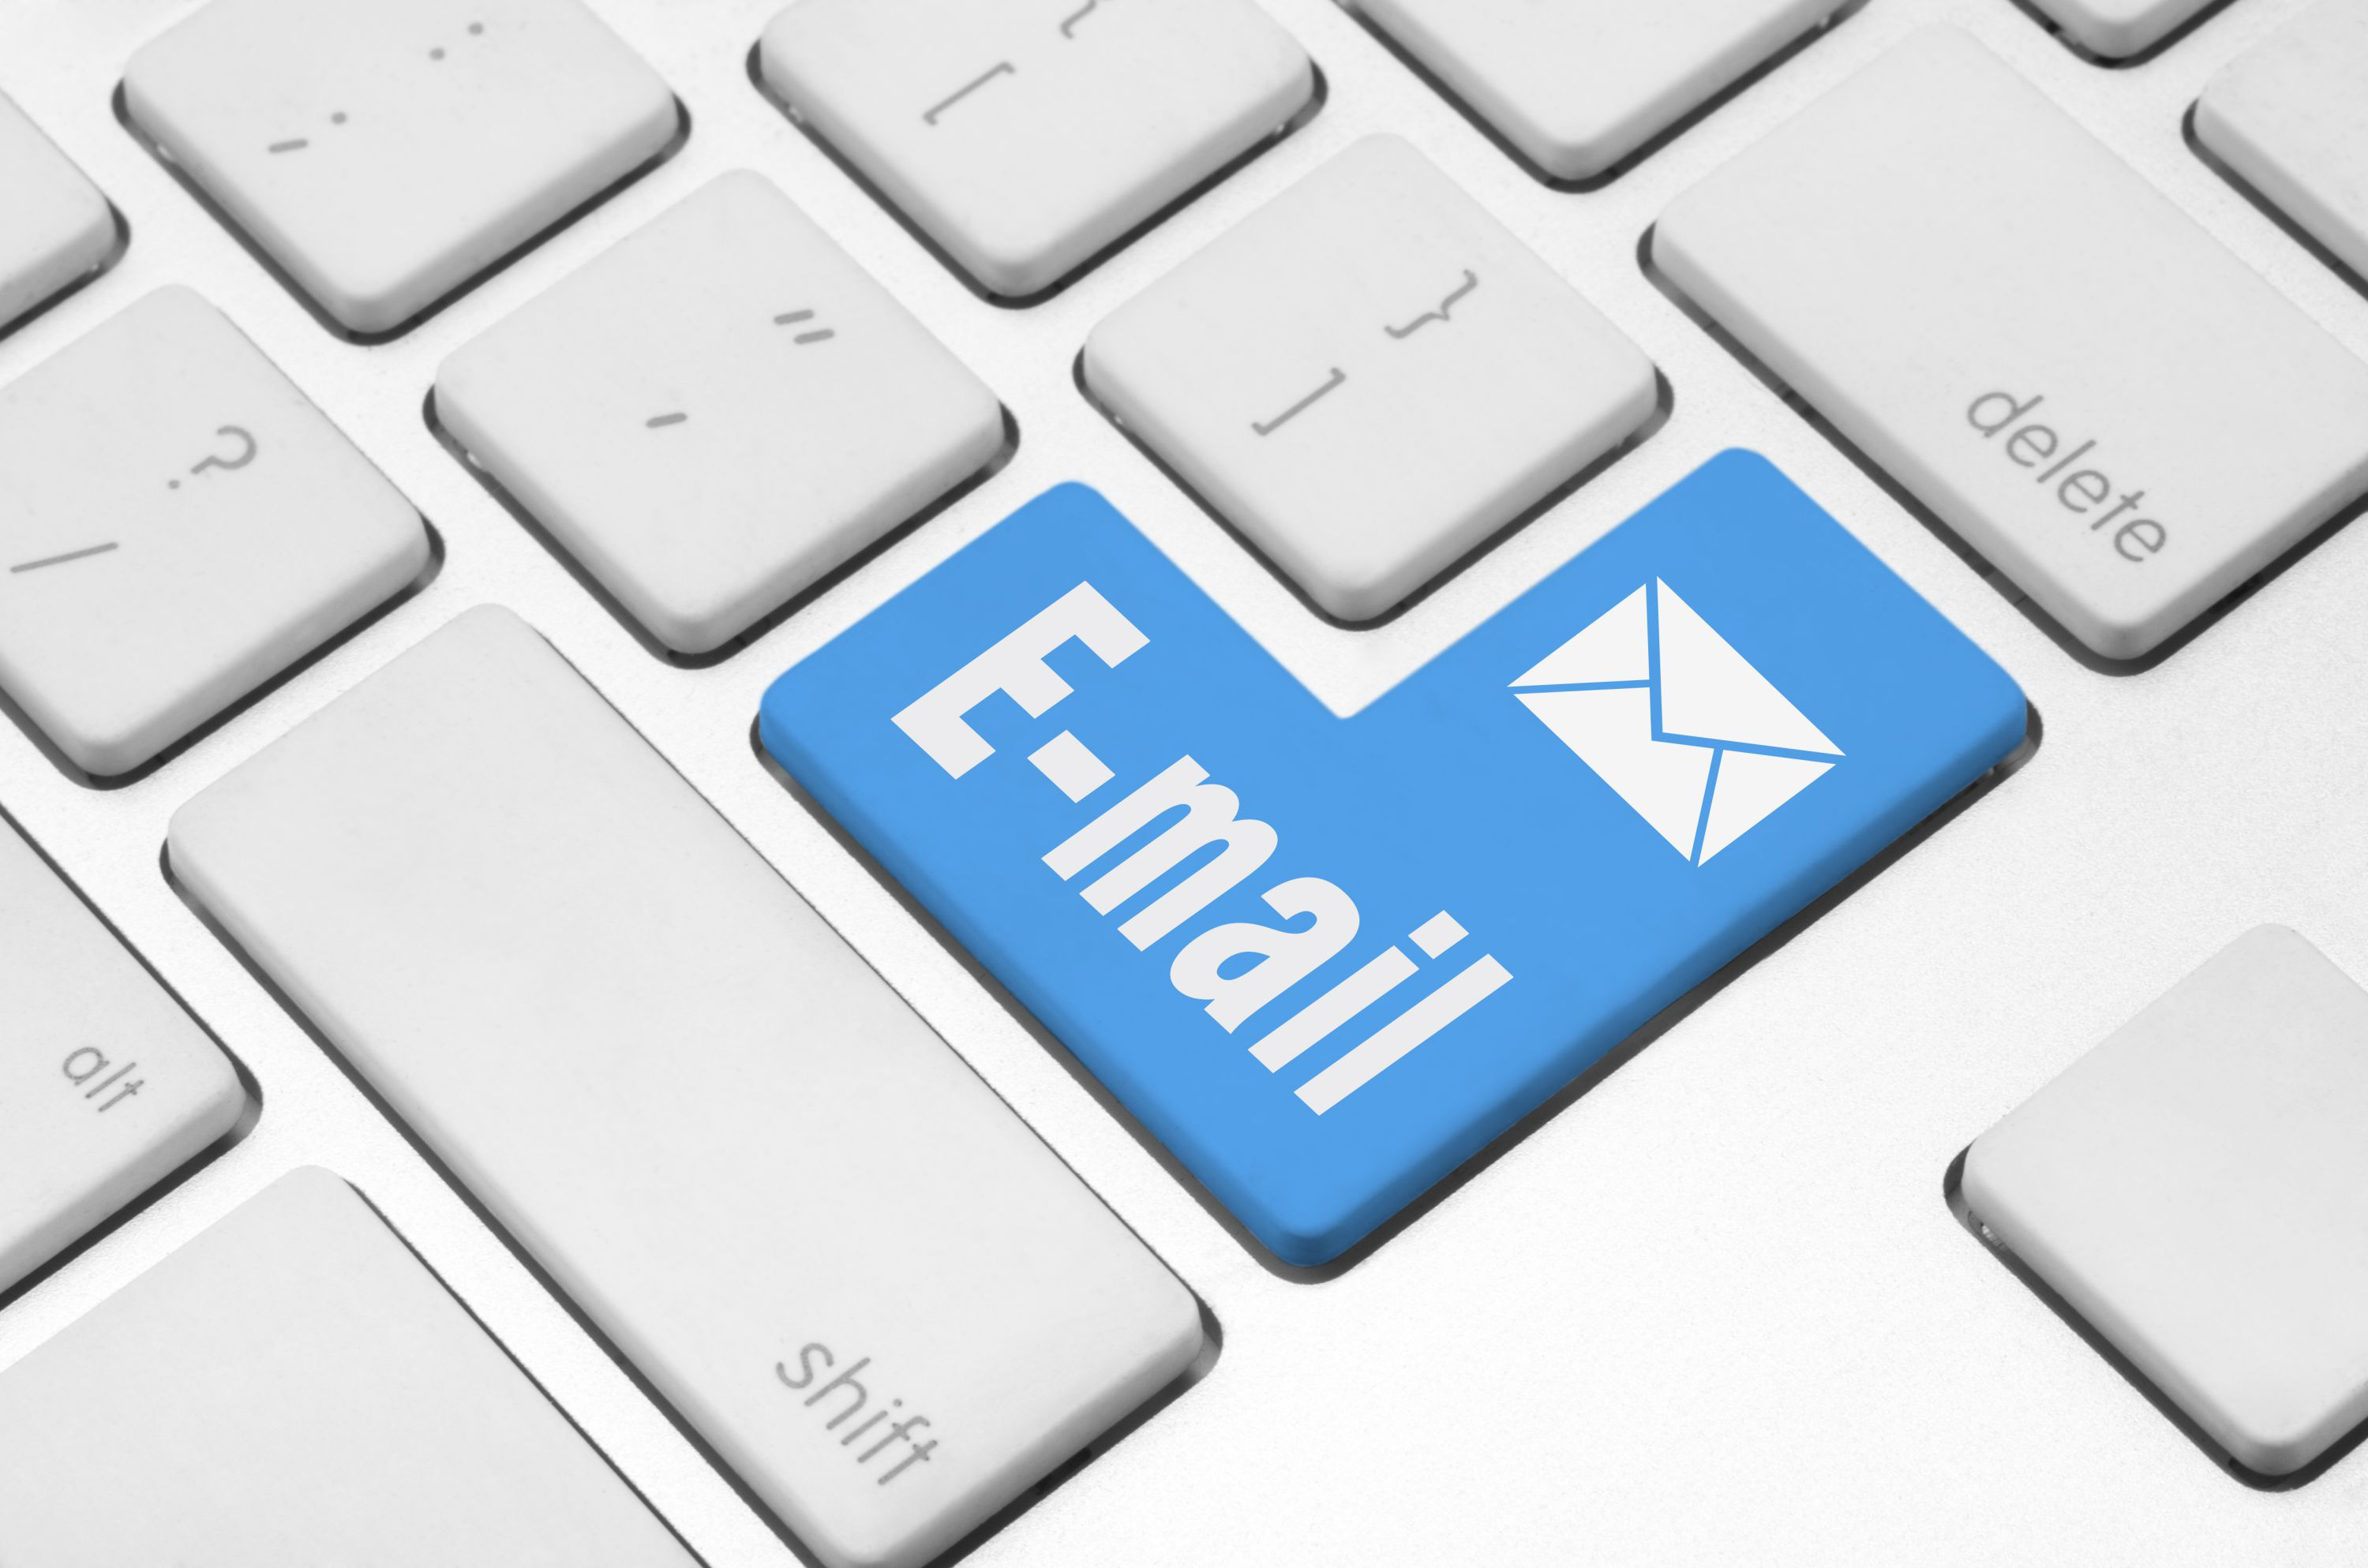 : ;
{ [
" '
} ]
delete
? /
E-mail
alt
shift